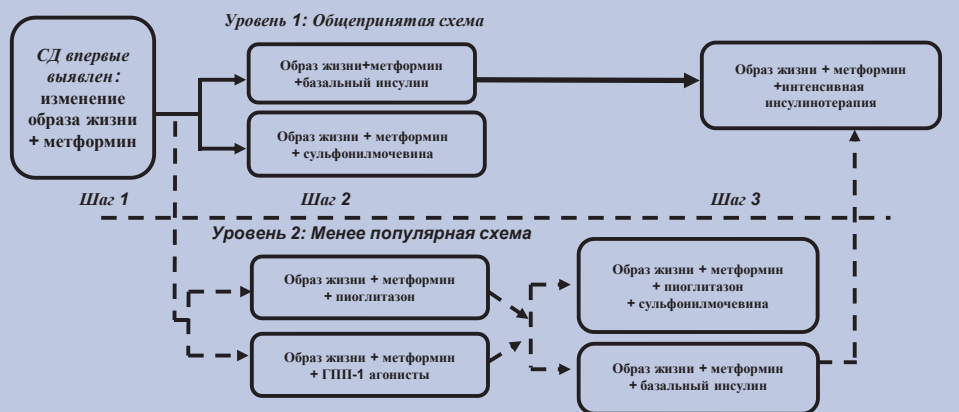 Уровень 1: Общепринятая схема
СД впервые
выявлен:
изменение
образа жизни
+ метформин
Образ жизни+метформин
+базальный инсулин
Образ жизни + метформин
+ сульфонилмочевина
Образ жизни + метформин
+интенсивная
инсулинотерапия
Шаг 1
Шаг 2
Шаг 3
Уровень 2: Менее популярная схема
Образ жизни + метформин
+ пиоглитазон
Образ жизни + метформин
+ ГПП-1 агонисты
Образ жизни + метформин
+ пиоглитазон
+ сульфонилмочевина
Образ жизни + метформин
+ базальный инсулин